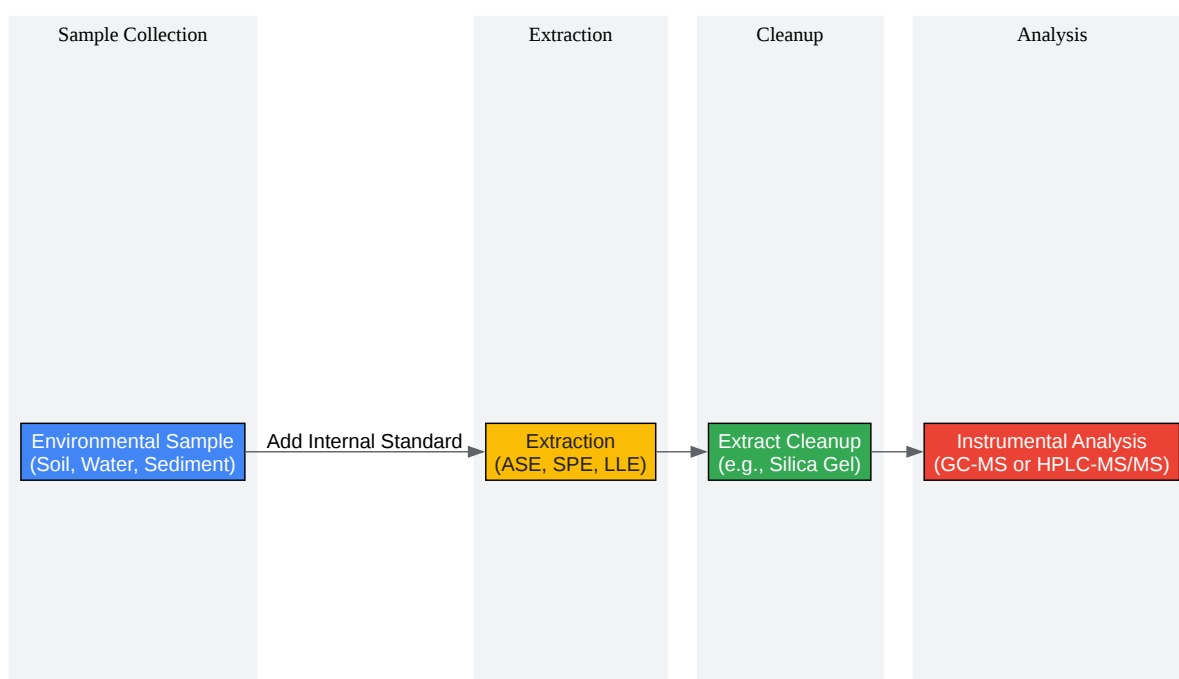 Sample Collection
Extraction
Cleanup
Analysis
Environmental Sample
(Soil, Water, Sediment)
Add Internal Standard
Extraction
(ASE, SPE, LLE)
Extract Cleanup
(e.g., Silica Gel)
Instrumental Analysis
(GC-MS or HPLC-MS/MS)